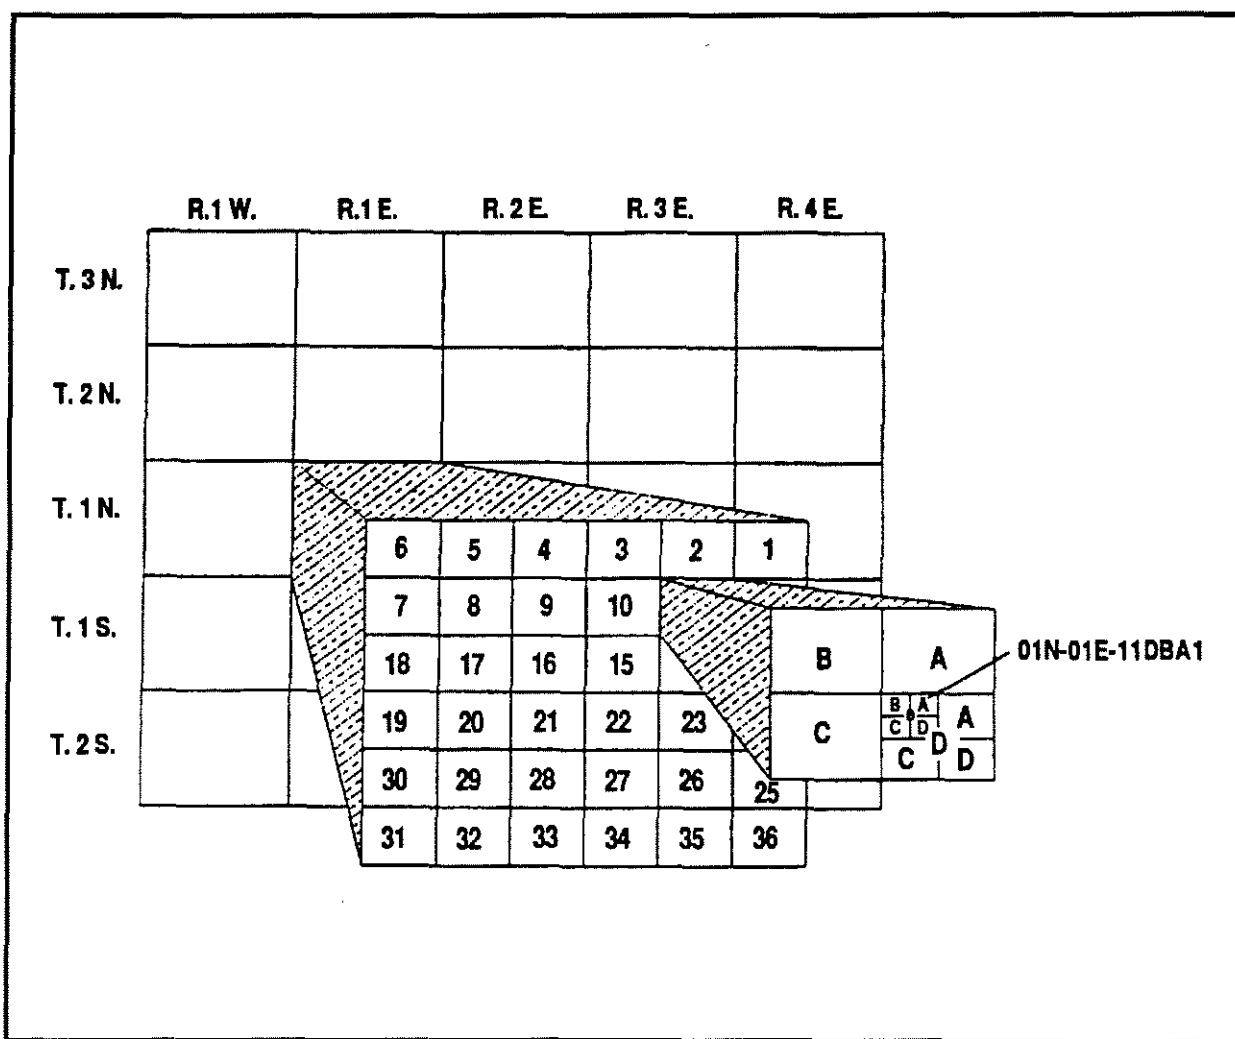 R.1 W. R.1 E. R. 2 E. R. 3 E. R. 4 E.
T. 3 N.
T. 2 N.
T. 1 N.
6 5 4 3 2 1
7 8 9 10
T. 1 S.
B A 01N-01E-11DBA1
18 17 16 15
B A
19 20 21 22 23 C A
C D
T. 2 S.
D
C D
30 29 28 27 26 25
31 32 33 34 35 36